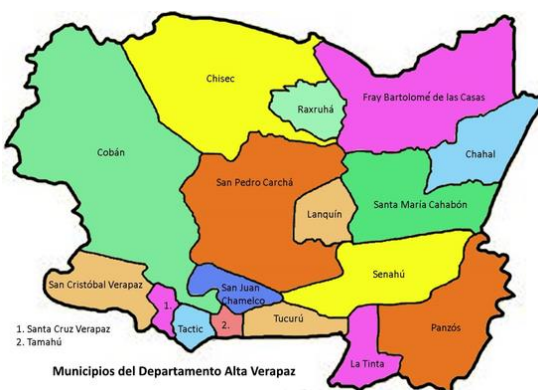 Chisec
Raxruhá
Fray Bartolomé de las Casas
Cobán
Chahal
San Pedro Carchá
Lanquín
Santa María Cahabón
San Cristóbal Verapaz
San Juan
Chamelco
Senahú
1.
Tactic
2.
Tucurú
Panzós
La Tinta
1. Santa Cruz Verapaz
2. Tamahú
Municipios del Departamento Alta Verapaz